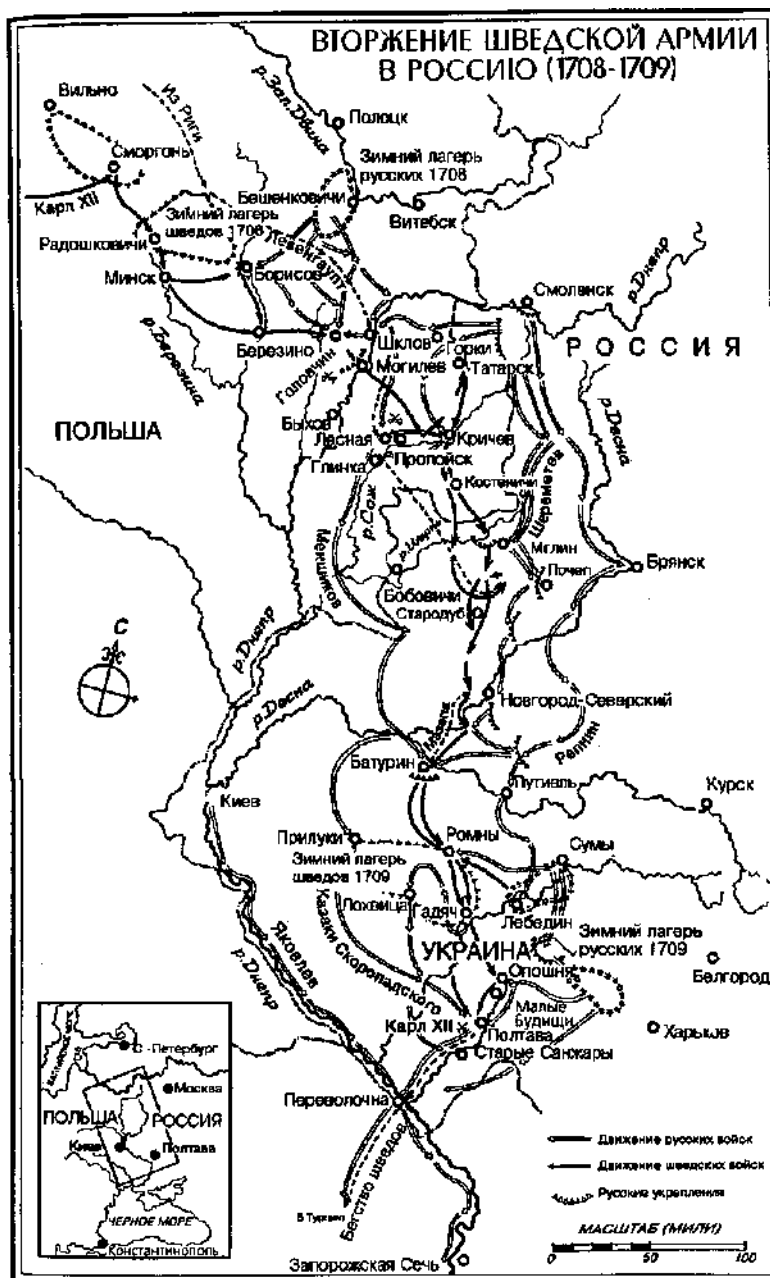 ВТОРЖЕНИЕ ШВЕДСКОЙ АРМИИ
В РОССИЮ (1708-1709)
Вильно
Из Риги
р. Зап. Двина
Полоцк
Сморгонь
Зимний лагерь
русских 1708
Карл XII
Бешенковичи
Витебск
Зимний лагерь
шведов 1708
Радошковичи
Левенгаупт
Минск
Борисов
Смоленск
р. Днепр
р. Березина
Березино
Головчин
Шклов
Горки
РОССИЯ
Могилев
Татарск
ПОЛЬША
Быхов
Лесная
Кричев
р. Десна
Глинка
Пропойск
Костеничи
Шереметев
р. Сож
Меншиков
Мглин
Почеп
Брянск
Бобовичи
Стародуб
С
р. Днепр
р. Десна
Новгород-Северский
Мазепа
Репнин
Батурин
Путивль
Курск
Киев
Прилуки
Ромны
Сумы
Зимний лагерь
шведов 1709
Лохвица
Гадяч
Лебедин
Казаки Скоропадского
УКРАИНА
Зимний лагерь
русских 1709
Яковлев
р. Днепр
Опошня
Белгород
Малые
Будищи
Карл XII
Полтава
Харьков
Старые Санжары
Переволочна
Бегство шведов
В Турцию
Запорожская Сечь
С-Петербург
Москва
ПОЛЬША
РОССИЯ
Киев
Полтава
ЧЕРНОЕ МОРЕ
Константинополь
Движение русских войск
Движение шведских войск
Русские укрепления
МАСШТАБ (МИЛИ)
0
50
100